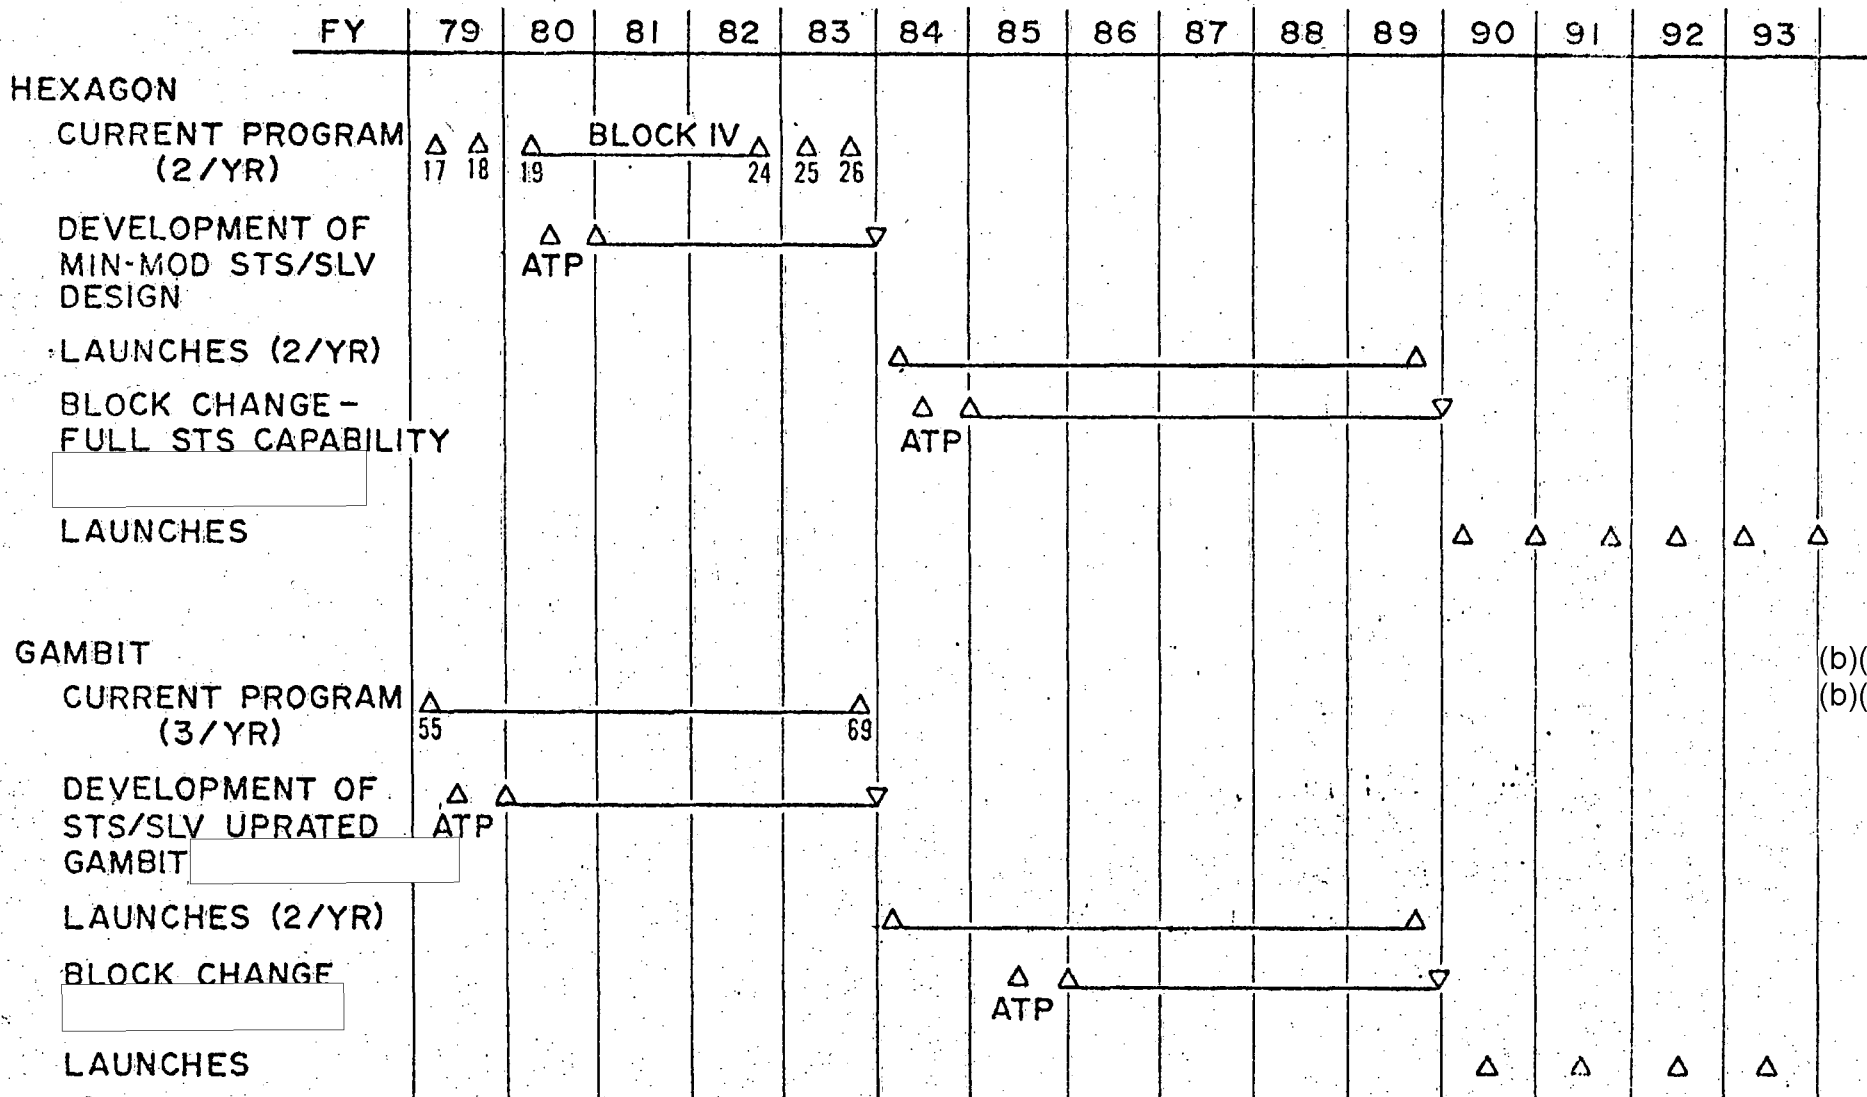 FY 79 80 81 82 83 84 85 86 87 88 89 90 91 92 93
HEXAGON
CURRENT PROGRAM BLOCK IV
(2/YR) 17 18 19 24 25 26
DEVELOPMENT OF
MIN-MOD STS/SLV ATP
DESIGN
LAUNCHES (2/YR)
BLOCK CHANGE-
FULL STS CAPABILITY ATP
LAUNCHES
GAMBIT (b)(
CURRENT PROGRAM (b)(
(3/YR) 55 69
DEVELOPMENT OF
STS/SLV UPRATED ATP
GAMBIT
LAUNCHES (2/YR)
BLOCK CHANGE
ATP
LAUNCHES